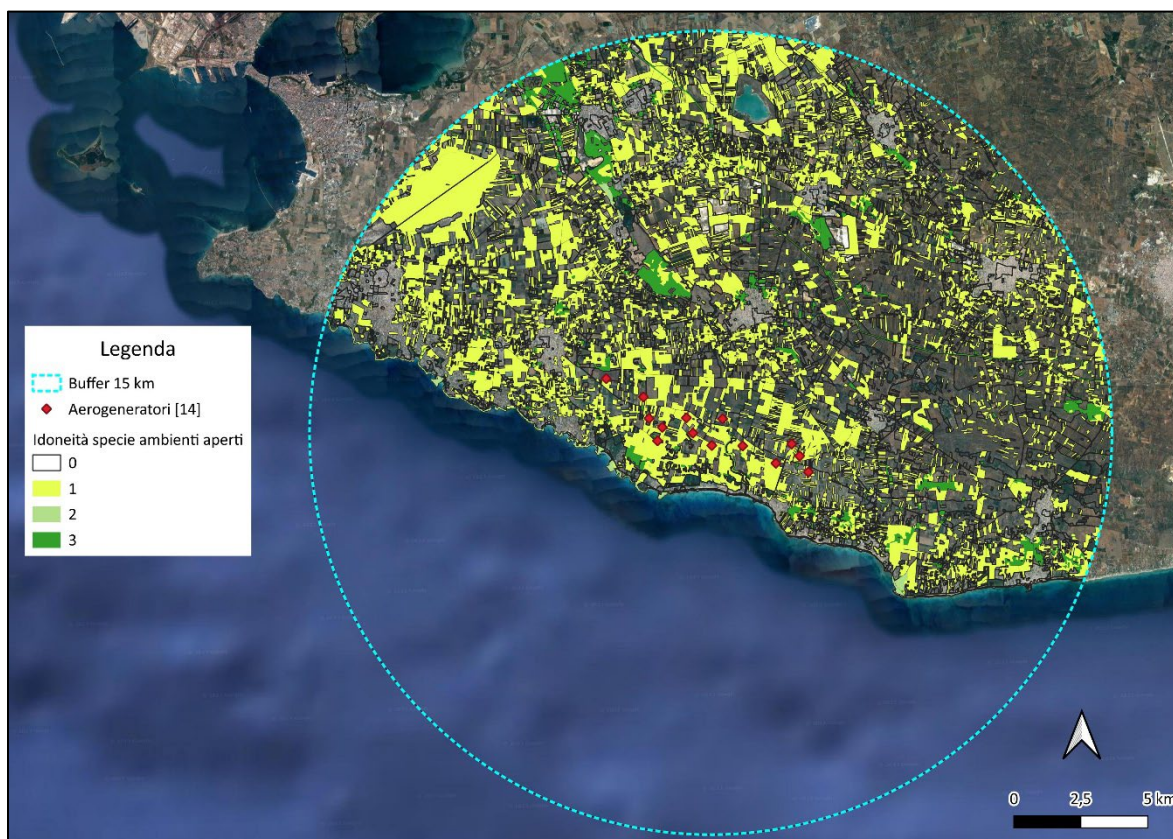 Legenda
Buffer 15 km
Aerogeneratori [14]
Idoneità specie ambienti aperti
0
1
2
3
0 2,5 5 km